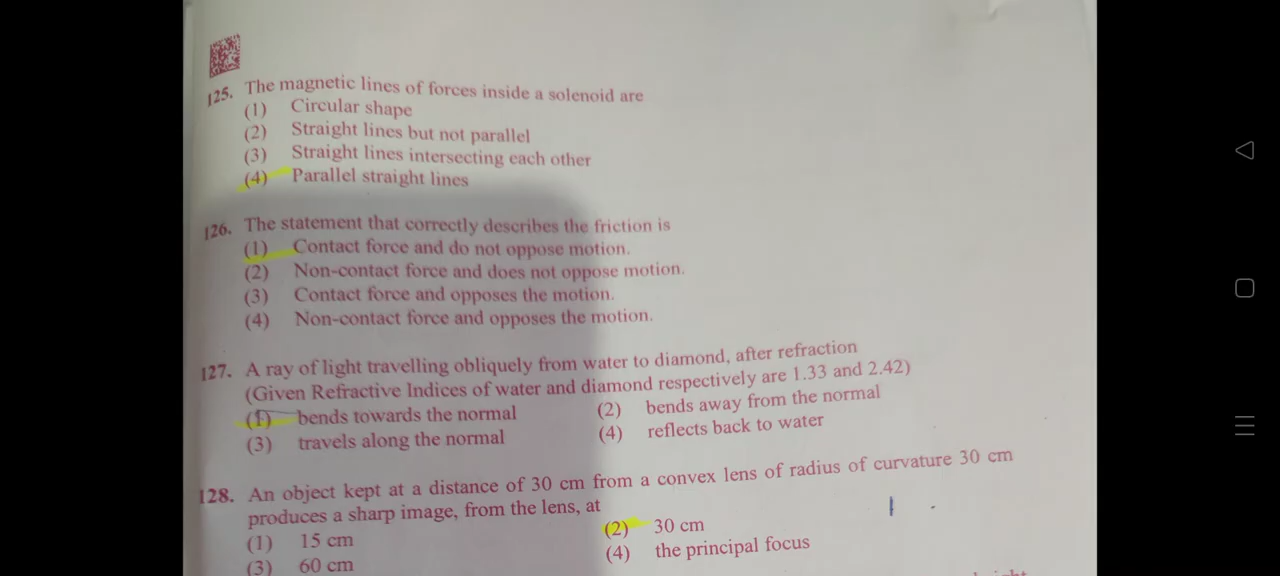 125. The magnetic lines of forces inside a solenoid are
(1) Circular shape
(2) Straight lines but not parallel
(3) Straight lines intersecting each other
(4) Parallel straight lines
126. The statement that correctly describes the friction is
(1) Contact force and do not oppose motion.
(2) Non-contact force and does not oppose motion.
(3) Contact force and opposes the motion.
(4) Non-contact force and opposes the motion.
127. A ray of light travelling obliquely from water to diamond, after refraction
(Given Refractive Indices of water and diamond respectively are 1.33 and 2.42)
(1) bends towards the normal (2) bends away from the normal
(3) travels along the normal (4) reflects back to water
128. An object kept at a distance of 30 cm from a convex lens of radius of curvature 30 cm
produces a sharp image, from the lens, at
(1) 15 cm (2) 30 cm
(3) 60 cm (4) the principal focus